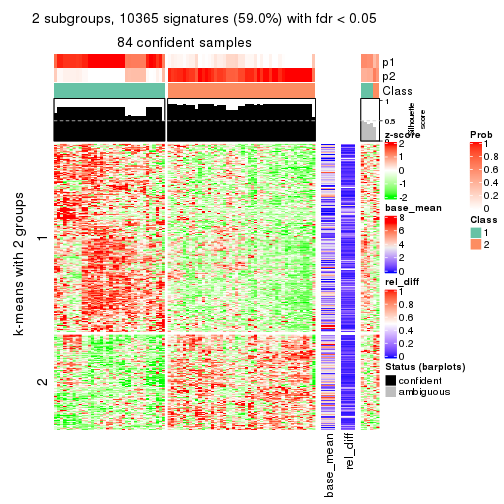 2 subgroups, 10365 signatures (59.0%) with fdr < 0.05
84 confident samples
p1
p2
Class
1
0.5
0
Silhouette
score
k-means with 2 groups
1
2
base_mean
rel_diff
z-score
2
1
0
-1
-2
base_mean
8
6
4
2
0
rel_diff
1
0.8
0.6
0.4
0.2
0
Status (barplots)
confident
ambiguous
Prob
1
0.8
0.6
0.4
0.2
0
Class
1
2